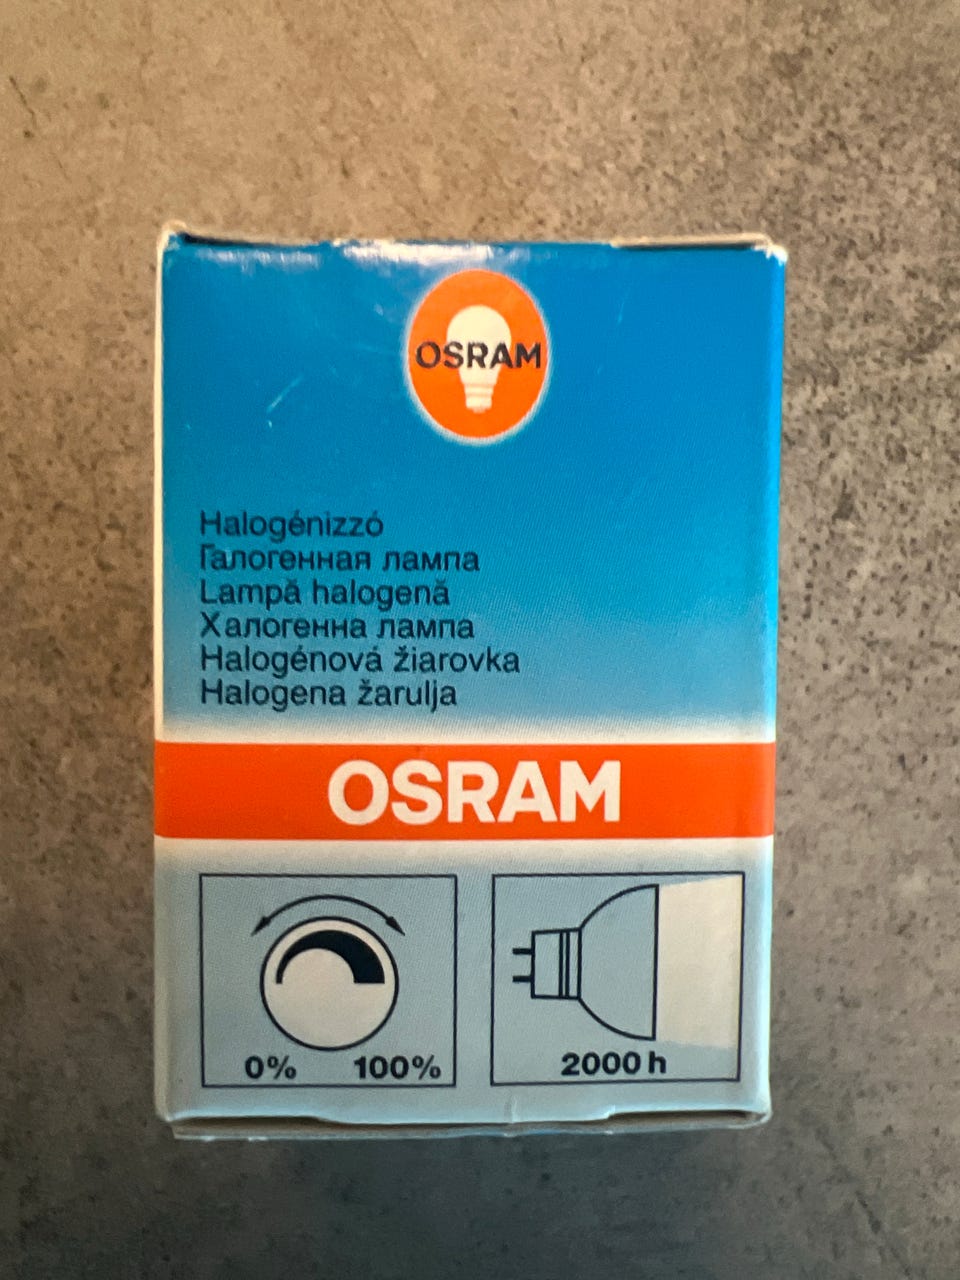 OSRAM
Halogénizzó
Галогенная лампа
Lampă halogenă
Халогенна лампа
Halogénová žiarovka
Halogena žarulja
OSRAM
0% 100%
2000 h